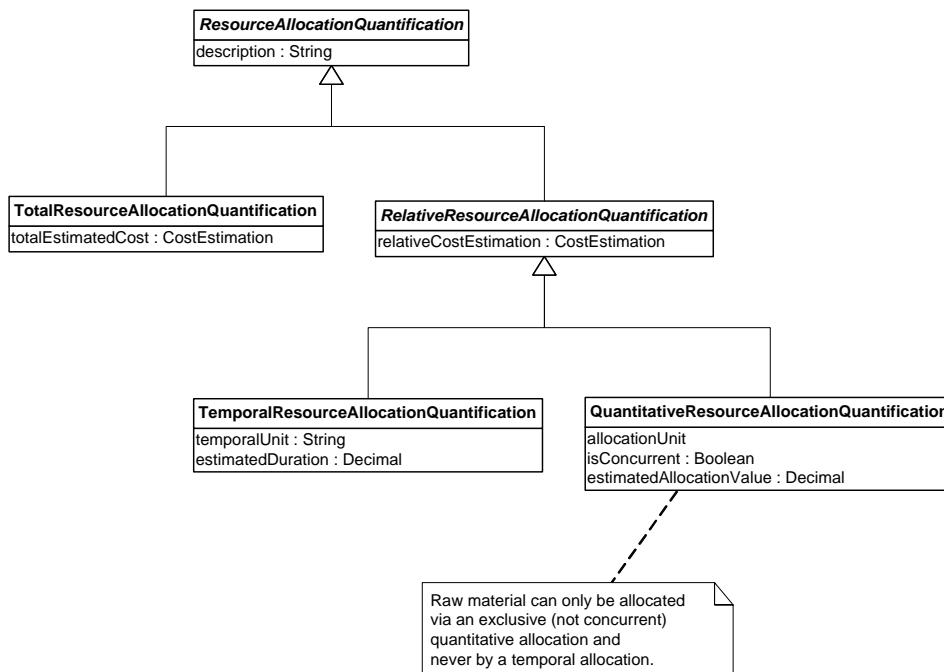 ResourceAllocationQuantification
description : String
TotalResourceAllocationQuantification
totalEstimatedCost : CostEstimation
RelativeResourceAllocationQuantification
relativeCostEstimation : CostEstimation
TemporalResourceAllocationQuantification
temporalUnit : String
estimatedDuration : Decimal
QuantitativeResourceAllocationQuantification
allocationUnit
isConcurrent : Boolean
estimatedAllocationValue : Decimal
Raw material can only be allocated
via an exclusive (not concurrent)
quantitative allocation and
never by a temporal allocation.